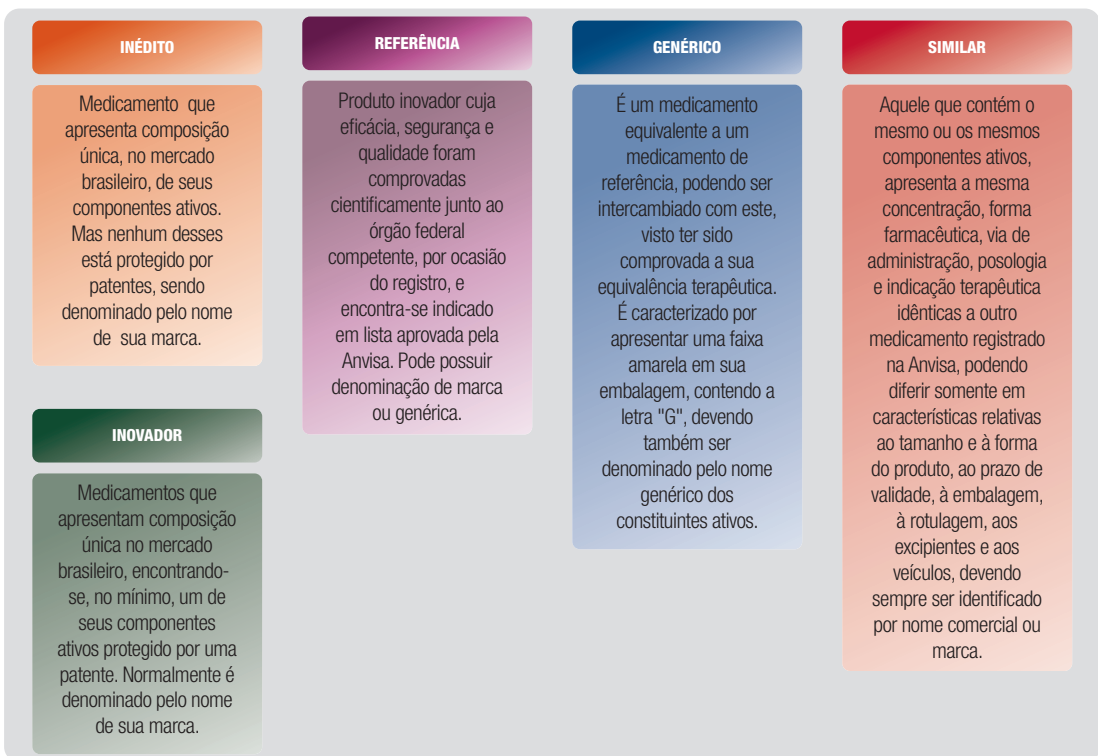 INÉDITO
Medicamento que
apresenta composição
única, no mercado
brasileiro, de seus
componentes ativos.
Mas nenhum desses
está protegido por
patentes, sendo
denominado pelo nome
de sua marca.
INOVADOR
Medicamentos que
apresentam composição
única no mercado
brasileiro, encontrando-
se, no mínimo, um de
seus componentes
ativos protegido por uma
patente. Normalmente é
denominado pelo nome
de sua marca.
REFERÊNCIA
Produto inovador cuja
eficácia, segurança e
qualidade foram
comprovadas
cientificamente junto ao
órgão federal
competente, por ocasião
do registro, e
encontra-se indicado
em lista aprovada pela
Anvisa. Pode possuir
denominação de marca
ou genérica.
GENÉRICO
É um medicamento
equivalente a um
medicamento de
referência, podendo ser
intercambiado com este,
visto ter sido
comprovada a sua
equivalência terapêutica.
É caracterizado por
apresentar uma faixa
amarela em sua
embalagem, contendo a
letra "G", devendo
também ser
denominado pelo nome
genérico dos
constituintes ativos.
SIMILAR
Aquele que contém o
mesmo ou os mesmos
componentes ativos,
apresenta a mesma
concentração, forma
farmacêutica, via de
administração, posologia
e indicação terapêutica
idênticas a outro
medicamento registrado
na Anvisa, podendo
diferir somente em
características relativas
ao tamanho e à forma
do produto, ao prazo de
validade, à embalagem,
à rotulagem, aos
excipientes e aos
veículos, devendo
sempre ser identificado
por nome comercial ou
marca.